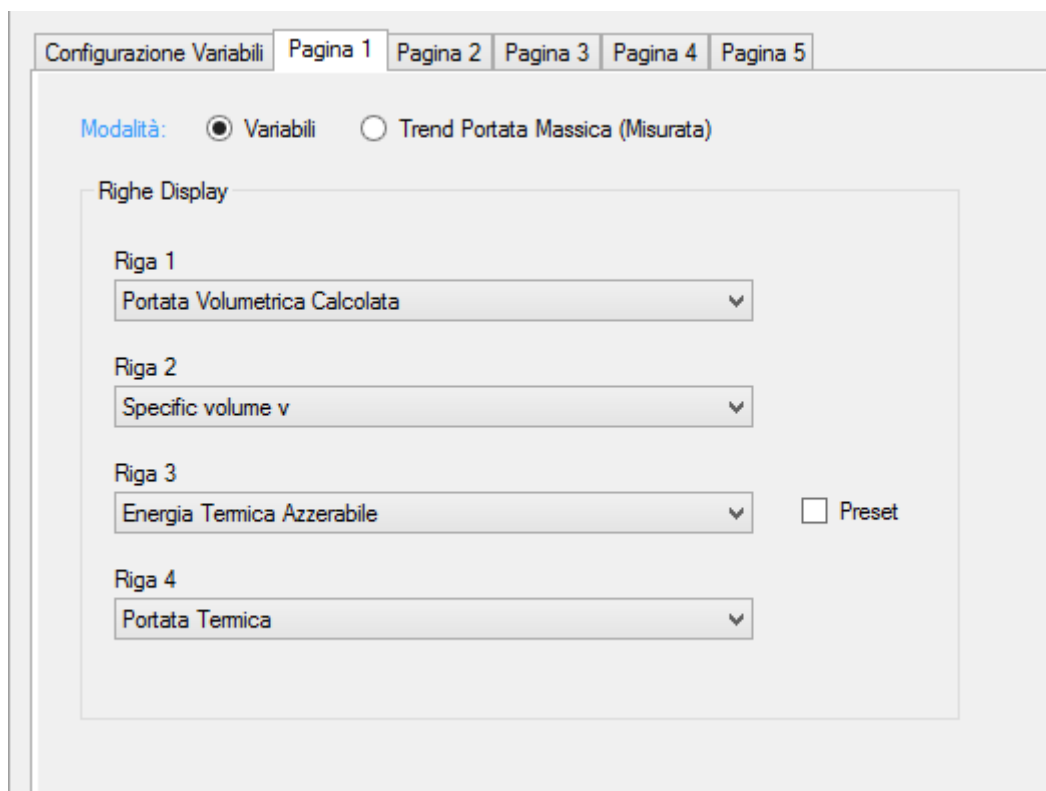 Configurazione Variabili Pagina 1 Pagina 2 Pagina 3 Pagina 4 Pagina 5
Modalità: Variabili Trend Portata Massica (Misurata)
Righe Display
Riga 1
Portata Volumetrica Calcolata
Riga 2
Specific volume v
Riga 3
Energia Termica Azzerabile Preset
Riga 4
Portata Termica